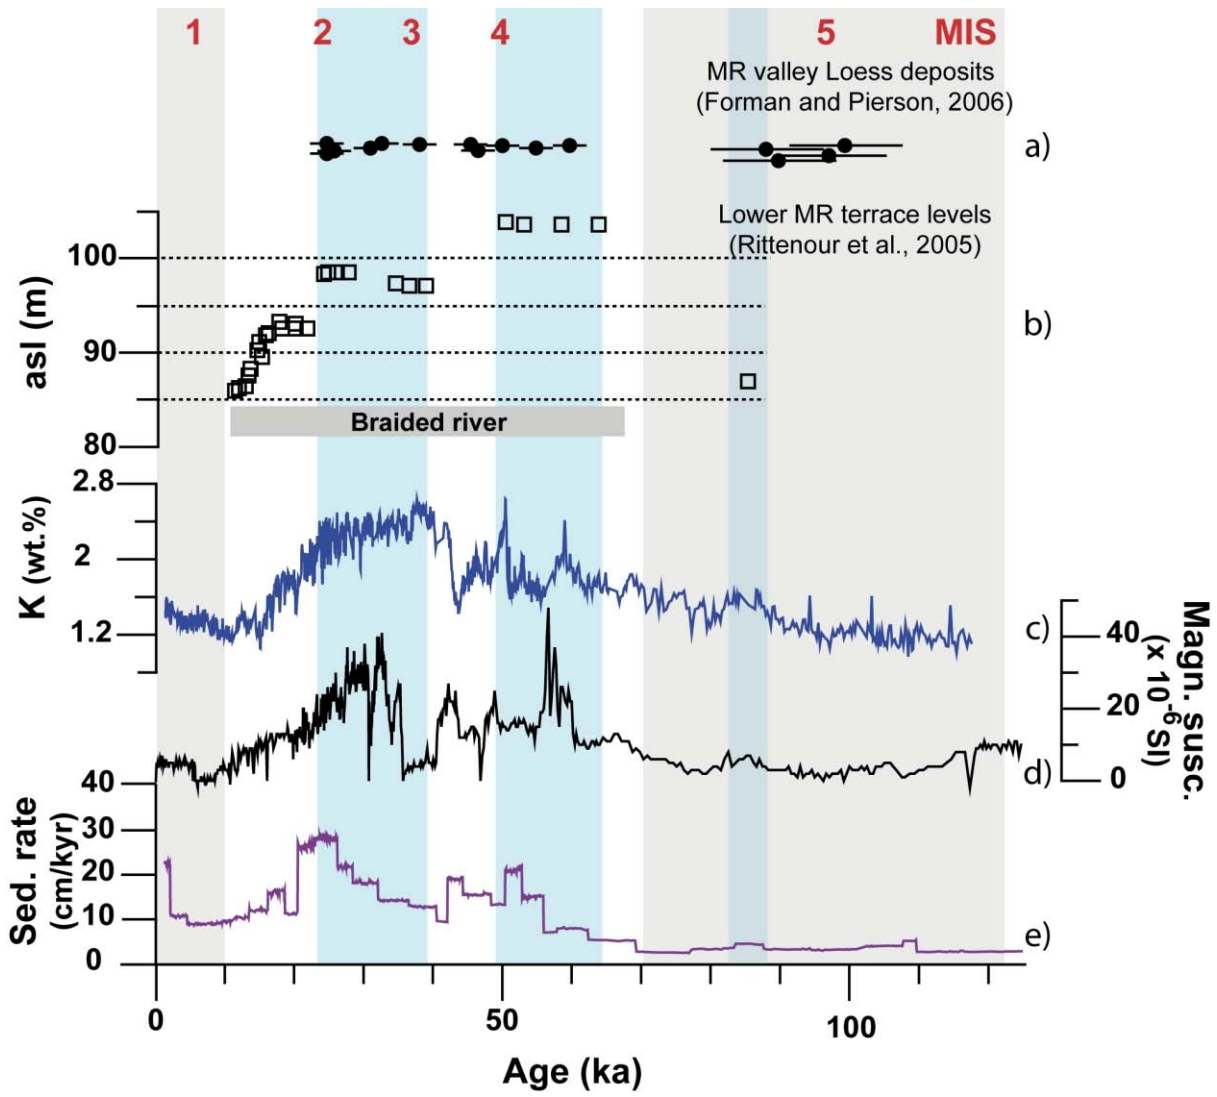 1 2 3 4 5 MIS
MR valley Loess deposits
(Forman and Pierson, 2006)
a)
Lower MR terrace levels
(Rittenour et al., 2005)
100
90
80
asl (m)
b)
Braided river
2.8
2
1.2
K (wt.%)
c)
40
20
0
Magn. susc.
(x 10-6SI)
d)
40
30
20
10
0
Sed. rate
(cm/kyr)
e)
0 50 100
Age (ka)